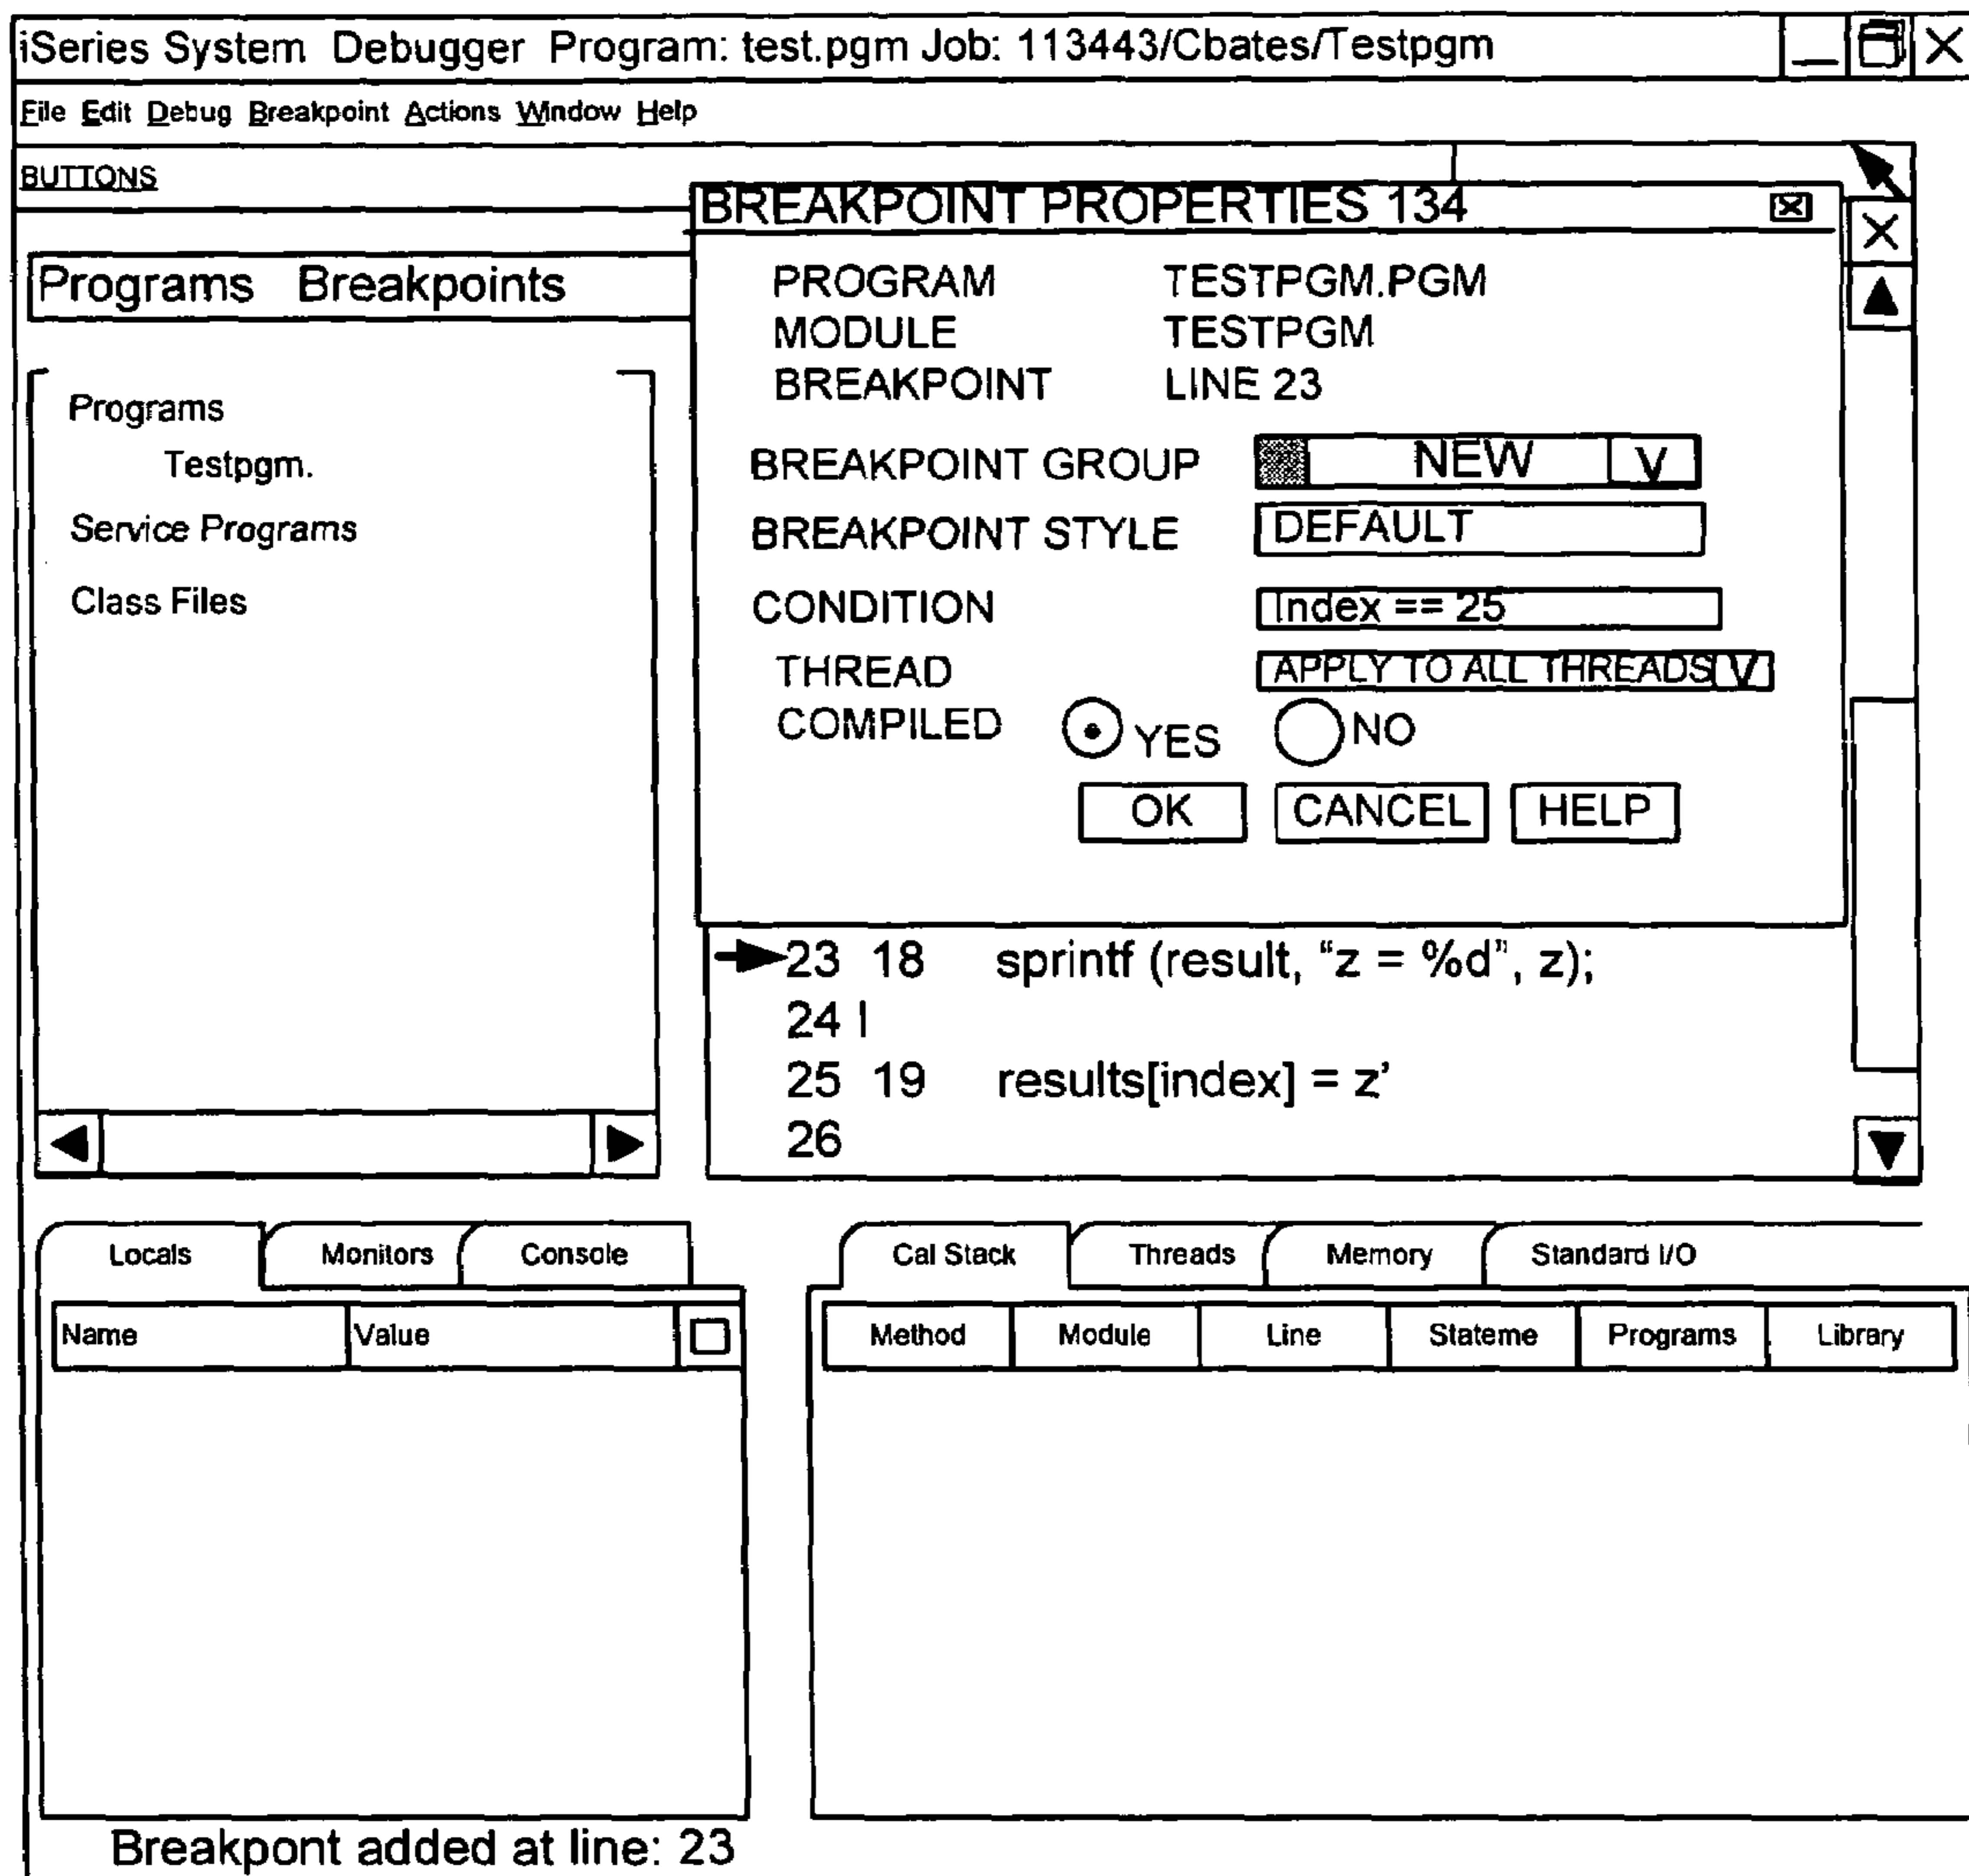 iSeries System Debugger Program: test.pgm Job: 113443/Cbates/Testpgm
File Edit Debug Breakpoint Actions Window Help
BUTTONS
Programs Breakpoints
Programs
Testpgm.
Service Programs
Class Files
BREAKPOINT PROPERTIES 134
PROGRAM TESTPGM.PGM
MODULE TESTPGM
BREAKPOINT LINE 23
BREAKPOINT GROUP NEW V
BREAKPOINT STYLE DEFAULT
CONDITION Index == 25
THREAD APPLY TO ALL THREADS V
COMPILED YES NO
OK CANCEL HELP
23 18 sprintf (result, “z = %d”, z);
24 |
25 19 results[index] = z’
26
Locals Monitors Console
Name Value
Cal Stack Threads Memory Standard I/O
Method Module Line Stateme Programs Library
Breakpont added at line: 23